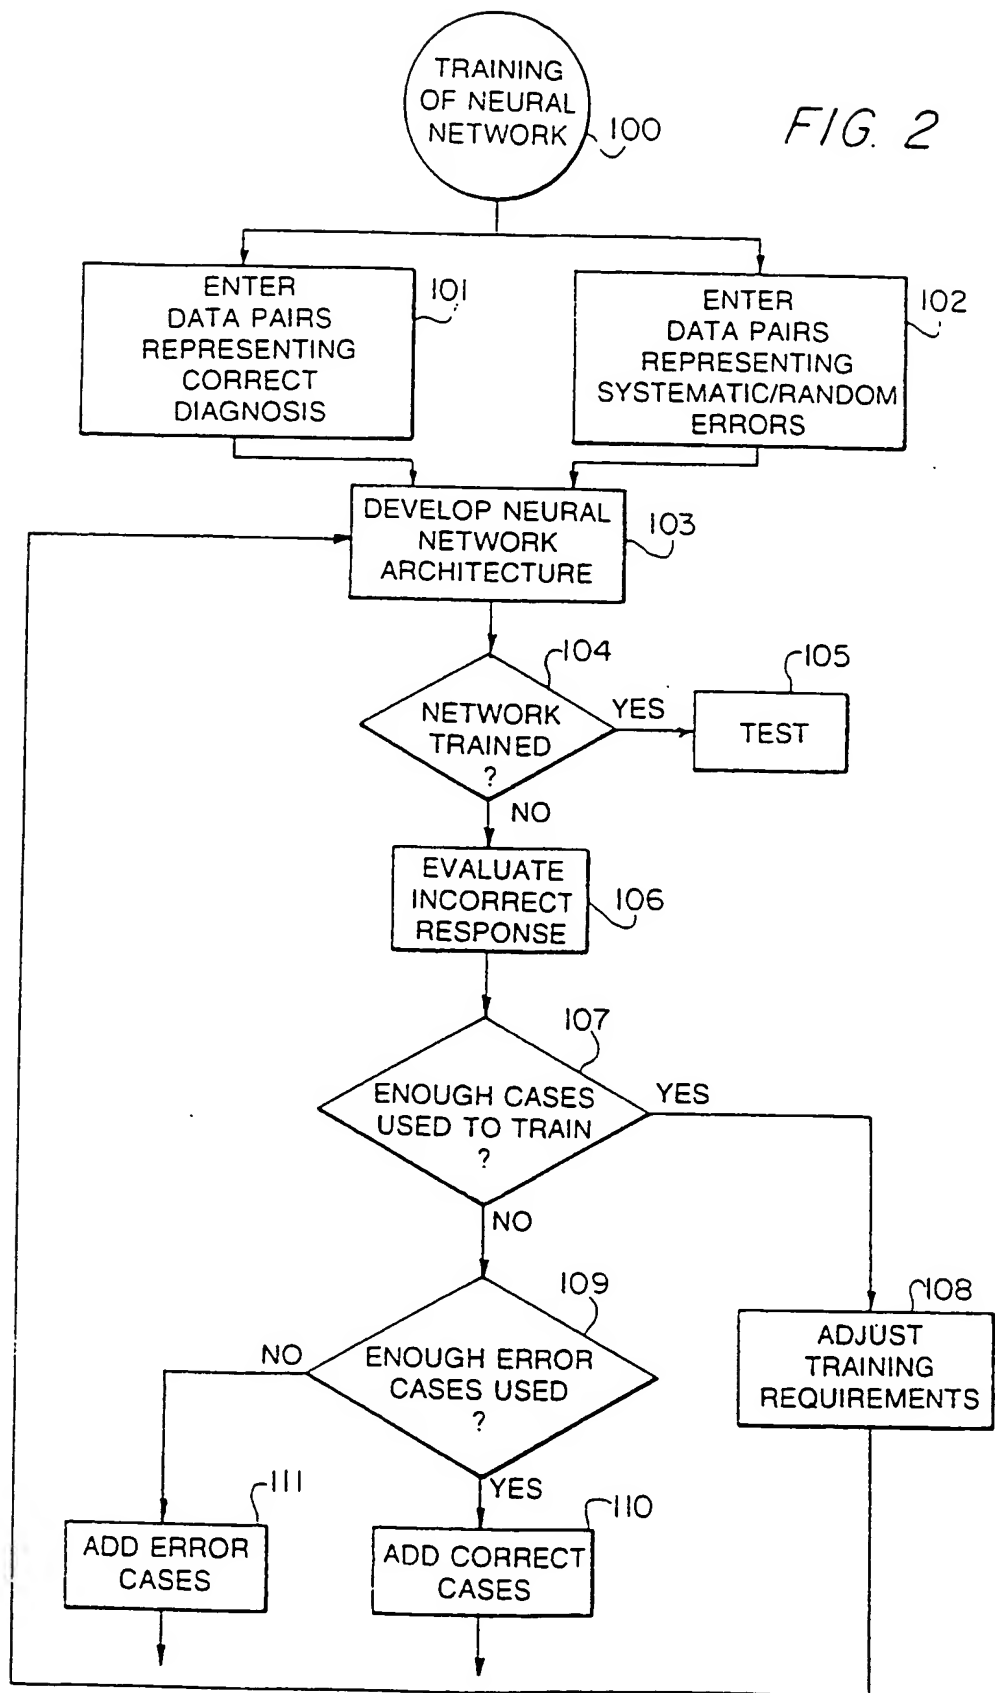 TRAINING
OF NEURAL
NETWORK
100
FIG. 2
ENTER
DATA PAIRS
REPRESENTING
CORRECT
DIAGNOSIS
101
ENTER
DATA PAIRS
REPRESENTING
SYSTEMATIC/RANDOM
ERRORS
102
DEVELOP NEURAL
NETWORK
ARCHITECTURE
103
104
NETWORK
TRAINED
?
YES
105
TEST
NO
EVALUATE
INCORRECT
RESPONSE
106
107
ENOUGH CASES
USED TO TRAIN
?
YES
NO
108
ADJUST
TRAINING
REQUIREMENTS
109
ENOUGH ERROR
CASES USED
?
NO
YES
111
ADD ERROR
CASES
110
ADD CORRECT
CASES